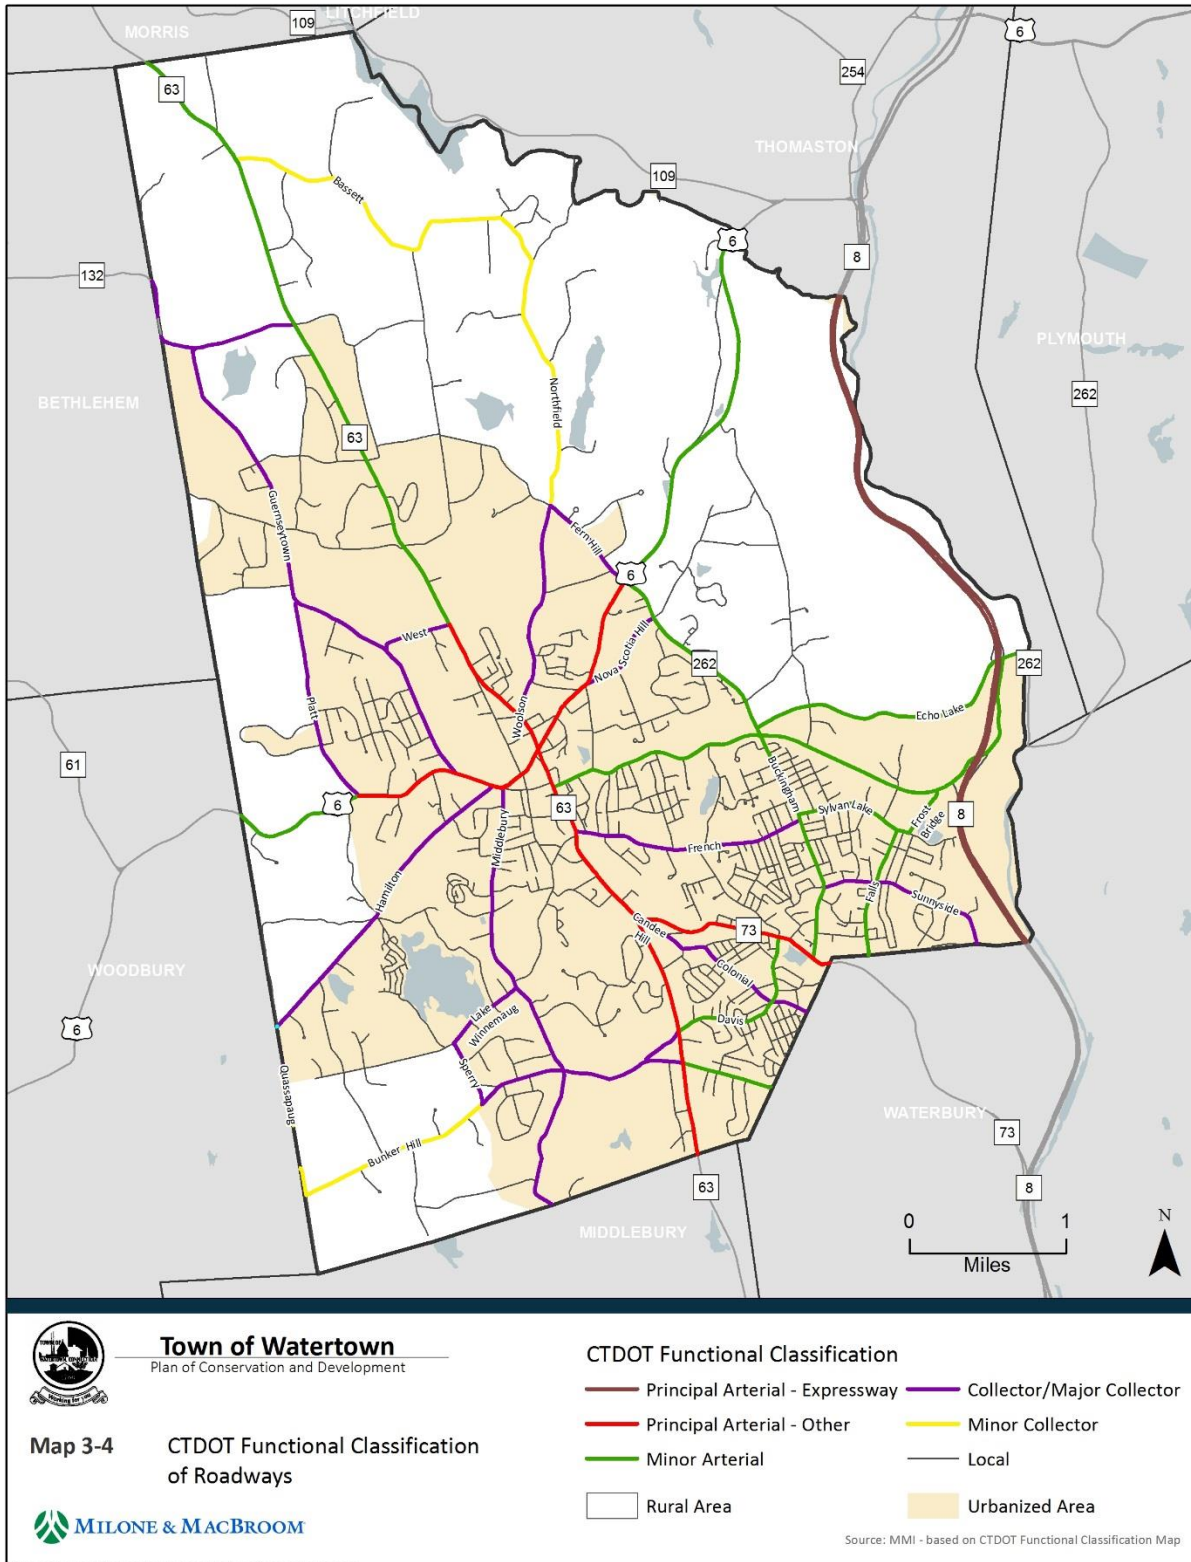 LITCHFIELD
109
MORRIS
6
63
254
THOMASTON
109
Bassett
6
8
132
PLYMOUTH
BETHLEHEM
262
Northfield
63
Guernseytown
Fern Hill
6
West
Nova Scotia Hill
262
262
Platt
Woolson
Echo Lake
61
Buckingham
6
63
Sylvan Lake
Frost Bridge
8
Middlebury
French
Hamilton
Falls
Sunnyside
Candee Hill
73
WOODBURY
Colonial
Lake Winnemaug
Davis
6
Sperry
Quassapaug
WATERBURY
73
Bunker Hill
63
8
MIDDLEBURY
0 1
Miles
N
Town of Watertown
Plan of Conservation and Development
Map 3-4 CTDOT Functional Classification
of Roadways
MILONE & MACBROOM
CTDOT Functional Classification
Principal Arterial - Expressway
Collector/Major Collector
Principal Arterial - Other
Minor Collector
Minor Arterial
Local
Rural Area
Urbanized Area
Source: MMI - based on CTDOT Functional Classification Map